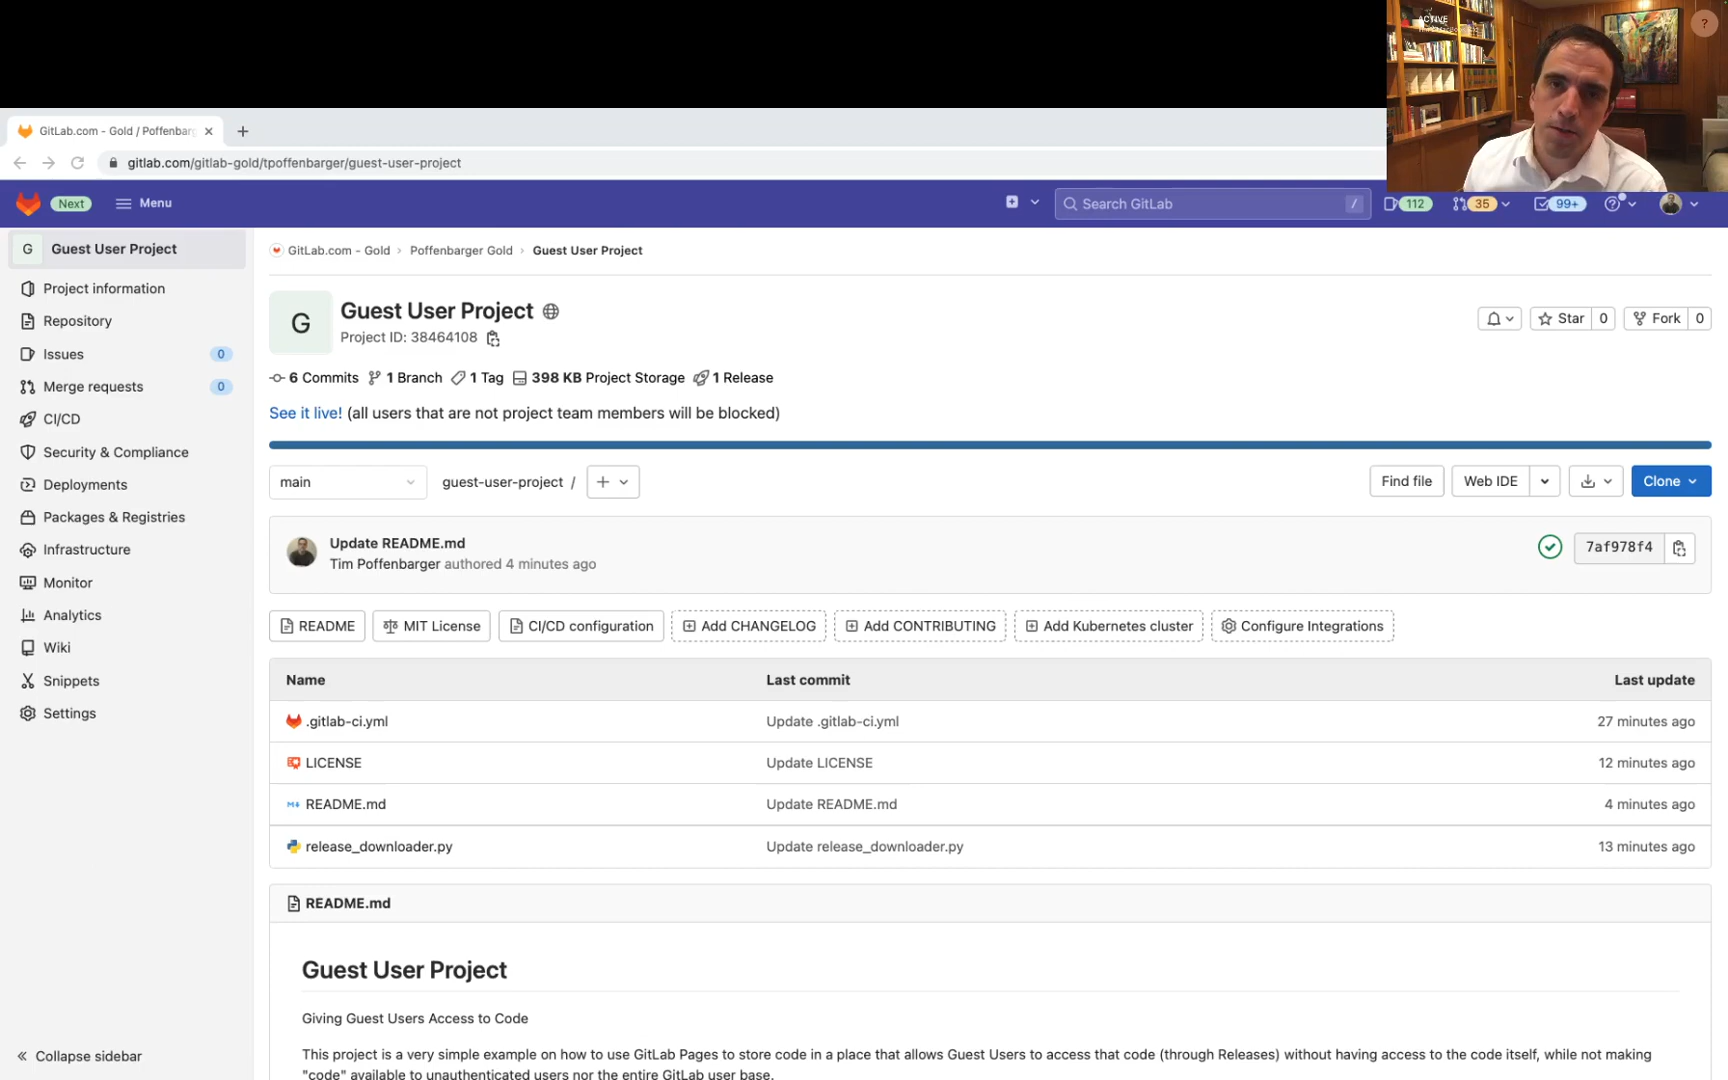 ACTIVE
?
GitLab.com - Gold / Poffenbarg
gitlab.com/gitlab-gold/tpoffenbarger/guest-user-project
Next Menu Search GitLab / 112 35 99+
G Guest User Project
Project information
Repository
Issues 0
Merge requests 0
CI/CD
Security & Compliance
Deployments
Packages & Registries
Infrastructure
Monitor
Analytics
Wiki
Snippets
Settings
Collapse sidebar
GitLab.com - Gold › Poffenbarger Gold › Guest User Project
G
Guest User Project
Project ID: 38464108
Star 0 Fork 0
6 Commits 1 Branch 1 Tag 398 KB Project Storage 1 Release
See it live! (all users that are not project team members will be blocked)
main guest-user-project / + Find file Web IDE Clone
Update README.md
Tim Poffenbarger authored 4 minutes ago
7af978f4
README MIT License CI/CD configuration Add CHANGELOG Add CONTRIBUTING Add Kubernetes cluster Configure Integrations
Name Last commit Last update
.gitlab-ci.yml Update .gitlab-ci.yml 27 minutes ago
LICENSE Update LICENSE 12 minutes ago
README.md Update README.md 4 minutes ago
release_downloader.py Update release_downloader.py 13 minutes ago
README.md
Guest User Project
Giving Guest Users Access to Code
This project is a very simple example on how to use GitLab Pages to store code in a place that allows Guest Users to access that code (through Releases) without having access to the code itself, while not making
"code" available to unauthenticated users nor the entire GitLab user base.